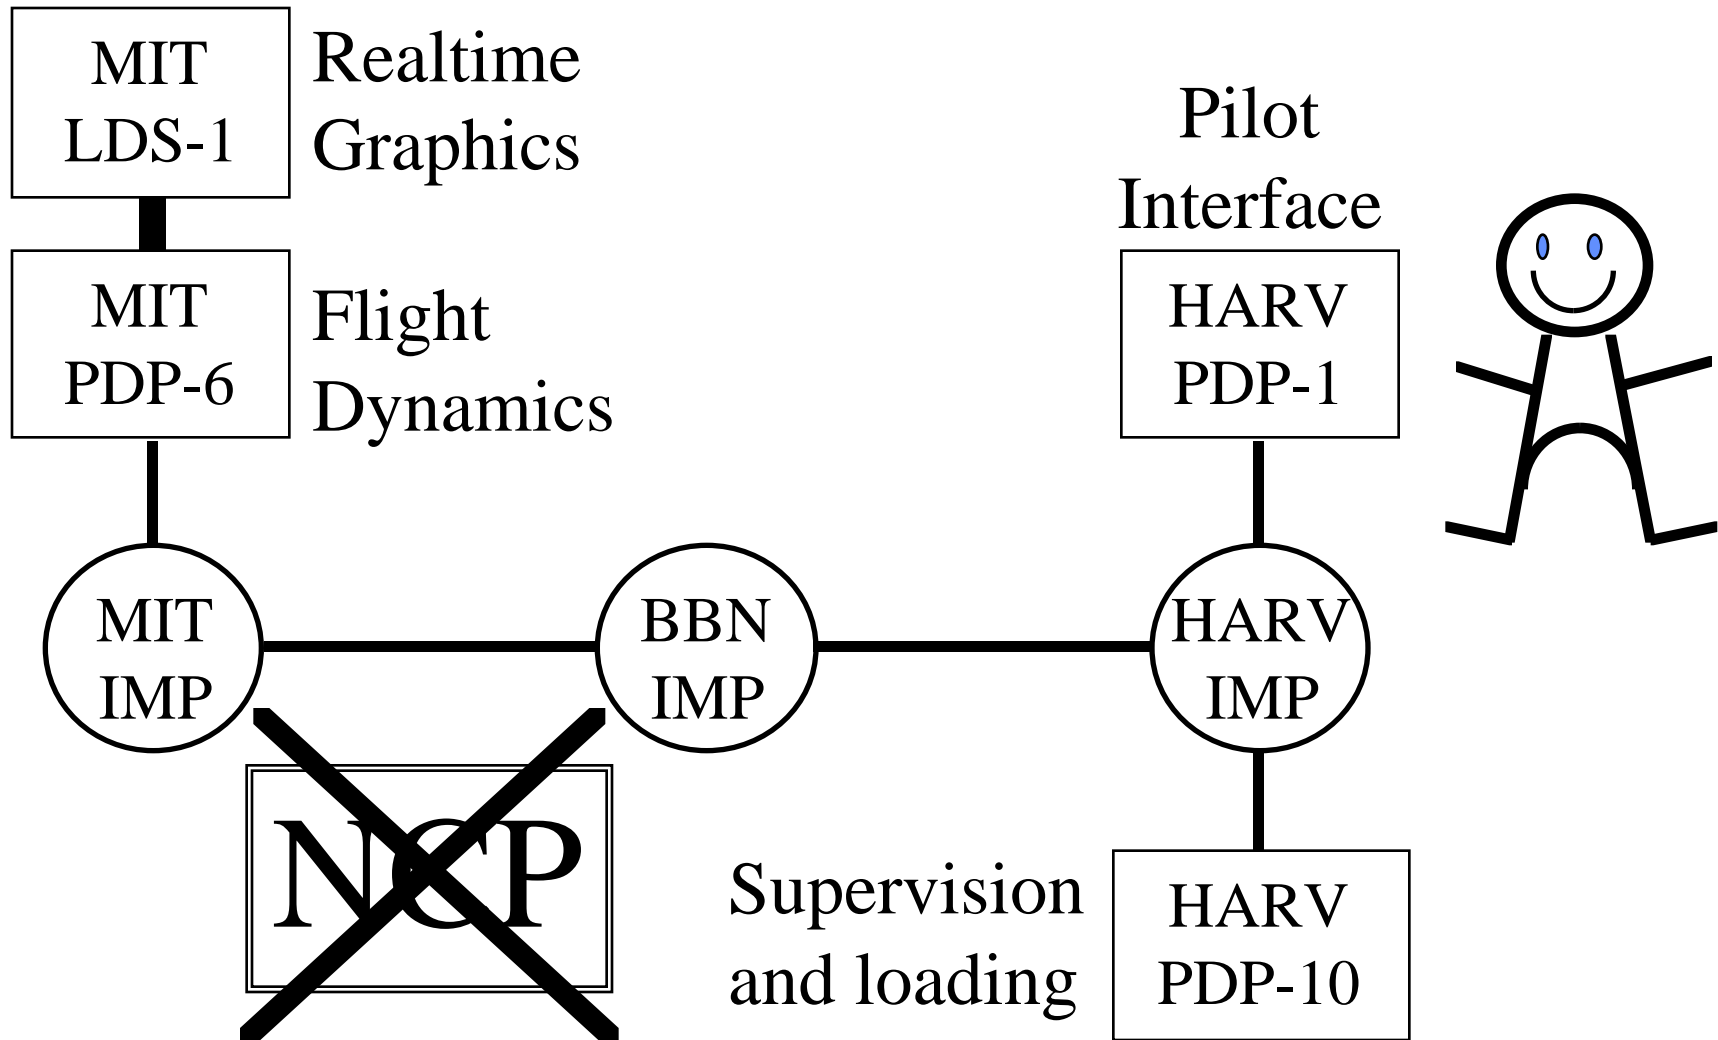 MIT
LDS-1
Realtime
Graphics
MIT
PDP-6
Flight
Dynamics
Pilot
Interface
HARV
PDP-1
MIT
IMP
BBN
IMP
HARV
IMP
NCP
Supervision
and loading
HARV
PDP-10